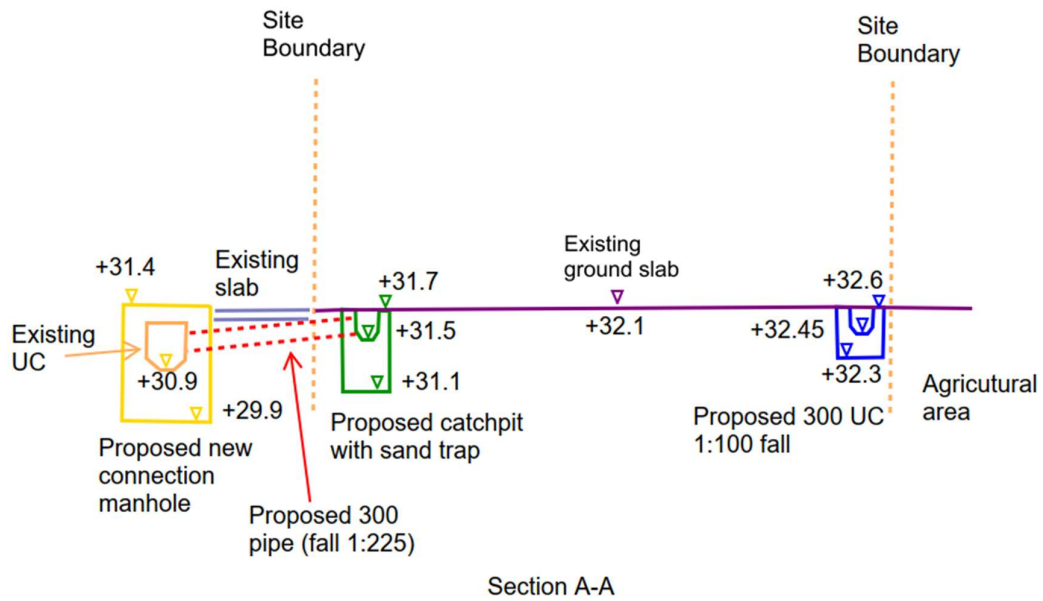 Site
Boundary
Site
Boundary
+31.4
Existing
slab
+31.7
Existing
ground slab
+32.6
Existing
UC
+31.5
+32.1
+32.45
+30.9
+31.1
+32.3
+29.9
Agricutural
area
Proposed new
connection
manhole
Proposed catchpit
with sand trap
Proposed 300 UC
1:100 fall
Proposed 300
pipe (fall 1:225)
Section A-A